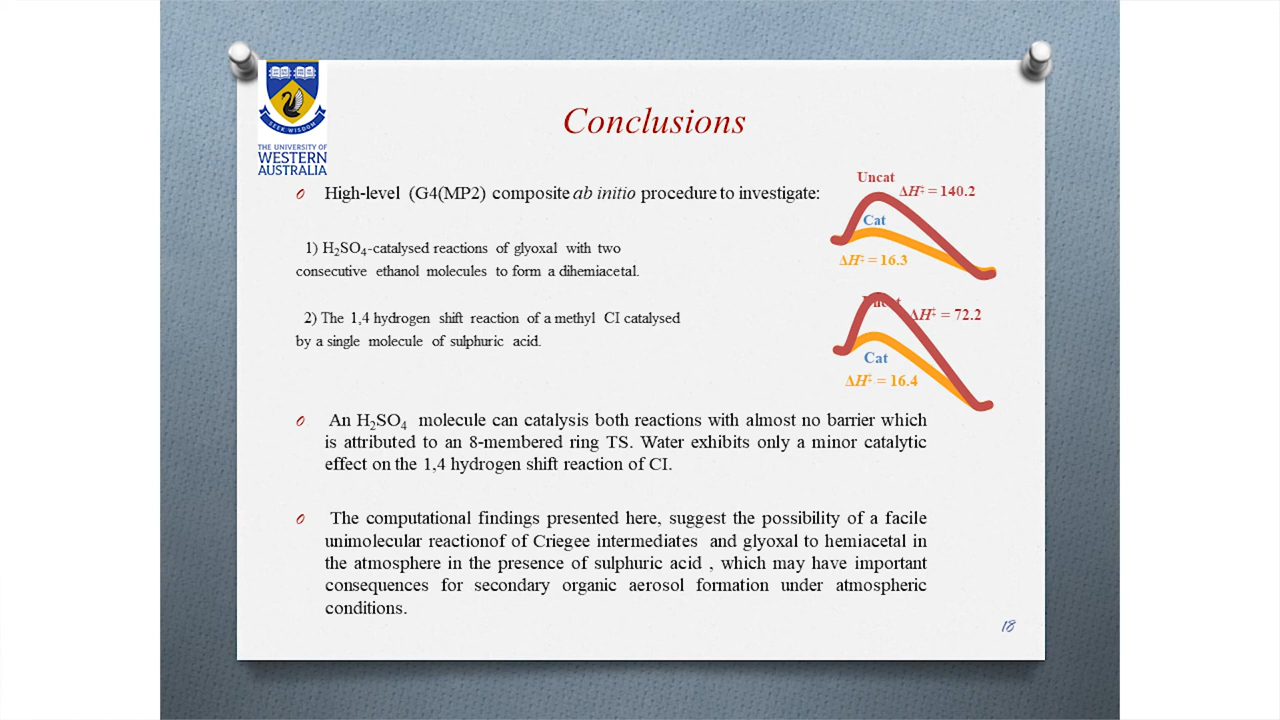 SEEK WISDOM
THE UNIVERSITY OF
WESTERN
AUSTRALIA
Conclusions
High-level (G4(MP2) composite ab initio procedure to investigate:
Uncat
ΔH‡ = 140.2
Cat
ΔH‡ = 16.3
1) H₂SO₄-catalysed reactions of glyoxal with two
consecutive ethanol molecules to form a dihemiacetal.
2) The 1,4 hydrogen shift reaction of a methyl CI catalysed
by a single molecule of sulphuric acid.
Uncat
ΔH‡ = 72.2
Cat
ΔH‡ = 16.4
An H₂SO₄ molecule can catalysis both reactions with almost no barrier which
is attributed to an 8-membered ring TS. Water exhibits only a minor catalytic
effect on the 1,4 hydrogen shift reaction of CI.
The computational findings presented here, suggest the possibility of a facile
unimolecular reactionof of Criegee intermediates and glyoxal to hemiacetal in
the atmosphere in the presence of sulphuric acid , which may have important
consequences for secondary organic aerosol formation under atmospheric
conditions.
18